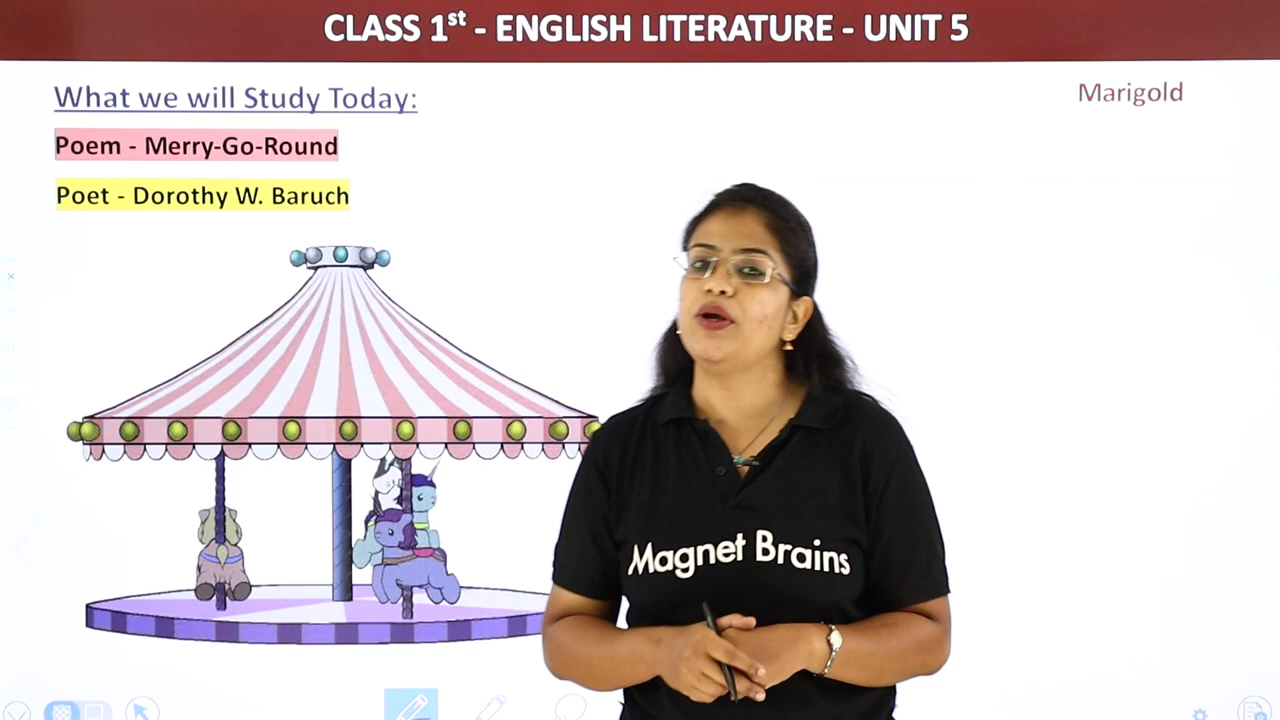 CLASS 1st - ENGLISH LITERATURE - UNIT 5
What we will Study Today:
Marigold
Poem - Merry-Go-Round
Poet - Dorothy W. Baruch
Magnet Brains